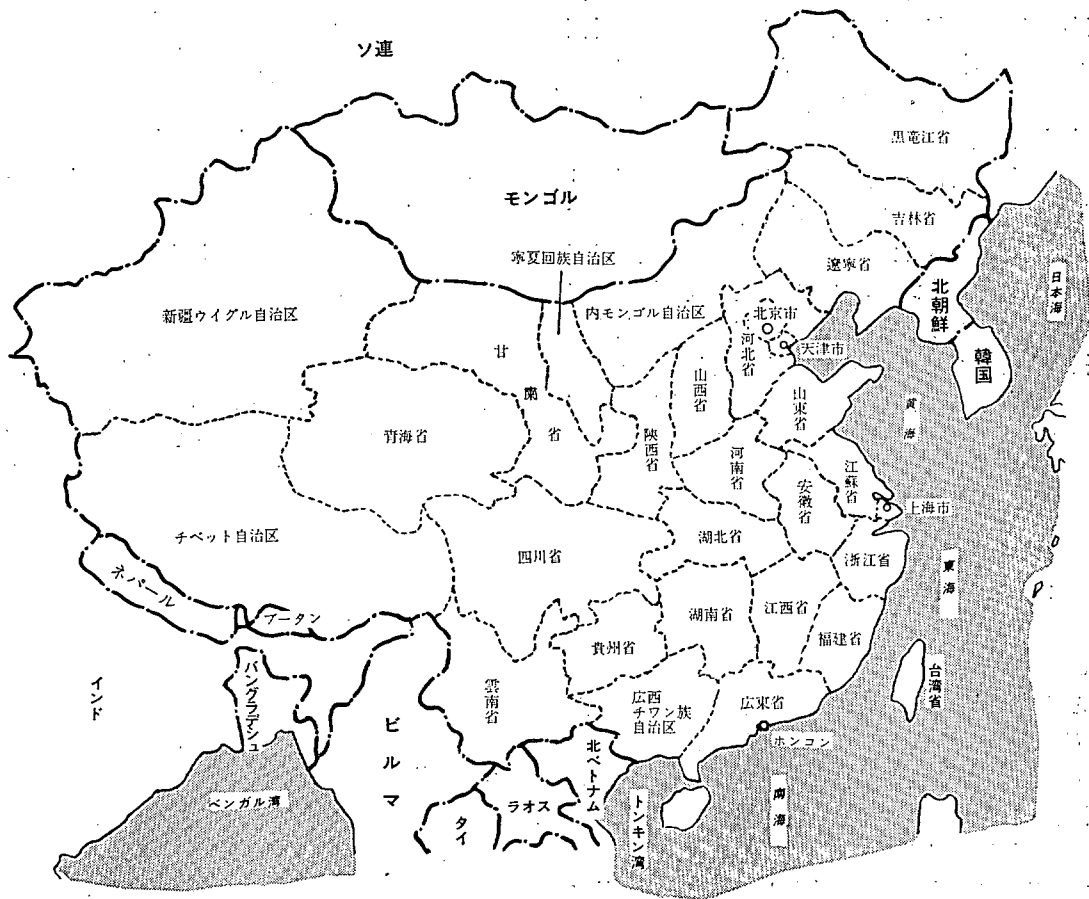 ソ連
黒竜江省
モンゴル
吉林省
寧夏回族自治区
遼寧省
日本海
新疆ウイグル自治区
内モンゴル自治区
北京市
北朝鮮
天津市
河北省
韓国
甘
粛
省
山西省
山東省
黄海
青海省
陝西省
河南省
江蘇省
安徽省
上海市
チベット自治区
四川省
湖北省
浙江省
東海
ネパール
ブータン
湖南省
江西省
福建省
貴州省
台湾省
インド
バングラデシュ
雲南省
広西
チワン族
自治区
広東省
ホンコン
ビルマ
北ベトナム
ベンガル湾
ラオス
タイ
トンキン湾
南海